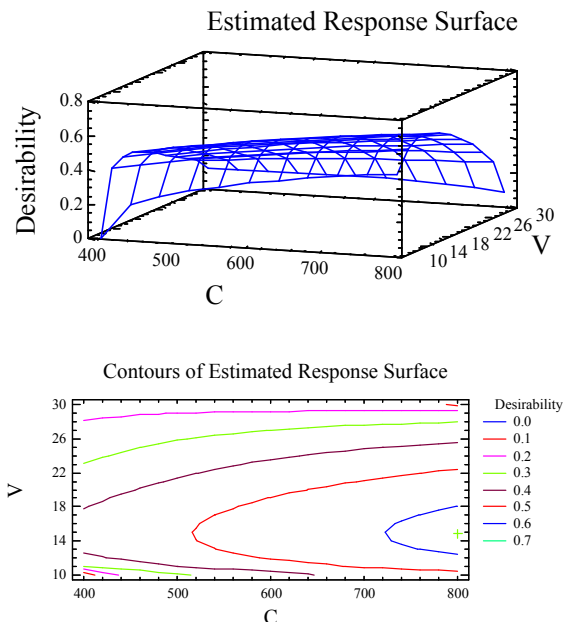 Estimated Response Surface
Desirability
0.8
0.6
0.4
0.2
0
400 500 600 700 800
C
10 14 18 22 26 30
V
Contours of Estimated Response Surface
V
30
26
22
18
14
10
400 500 600 700 800
C
Desirability
0.0
0.1
0.2
0.3
0.4
0.5
0.6
0.7